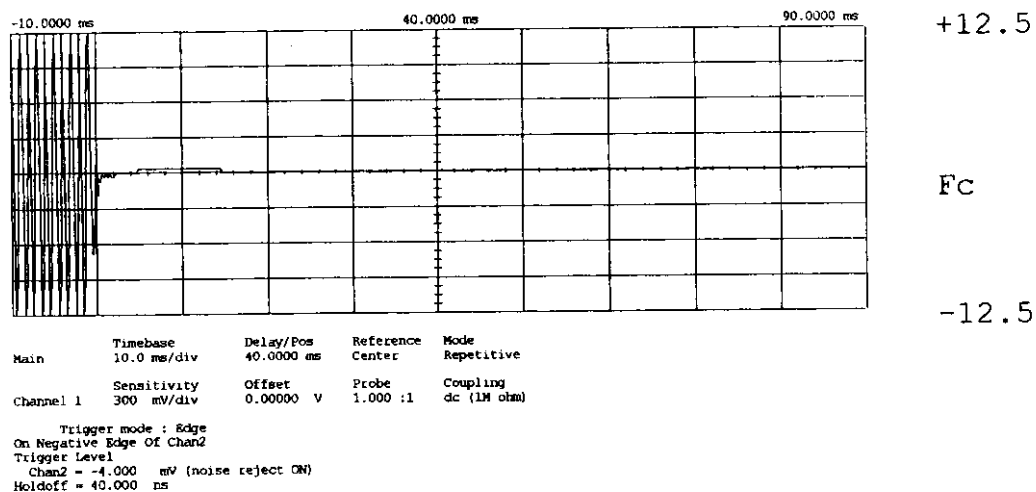 -10.0000 ms 40.0000 ms 90.0000 ms
+12.5
Fc
-12.5
Timebase Delay/Pos Reference Mode
Main 10.0 ms/div 40.0000 ms Center Repetitive
Sensitivity Offset Probe Coupling
Channel 1 300 mV/div 0.00000 V 1.000 :1 dc (1M ohm)
Trigger mode : Edge
On Negative Edge Of Chan2
Trigger Level
Chan2 = -4.000 mV (noise reject ON)
Holdoff = 40.000 ns